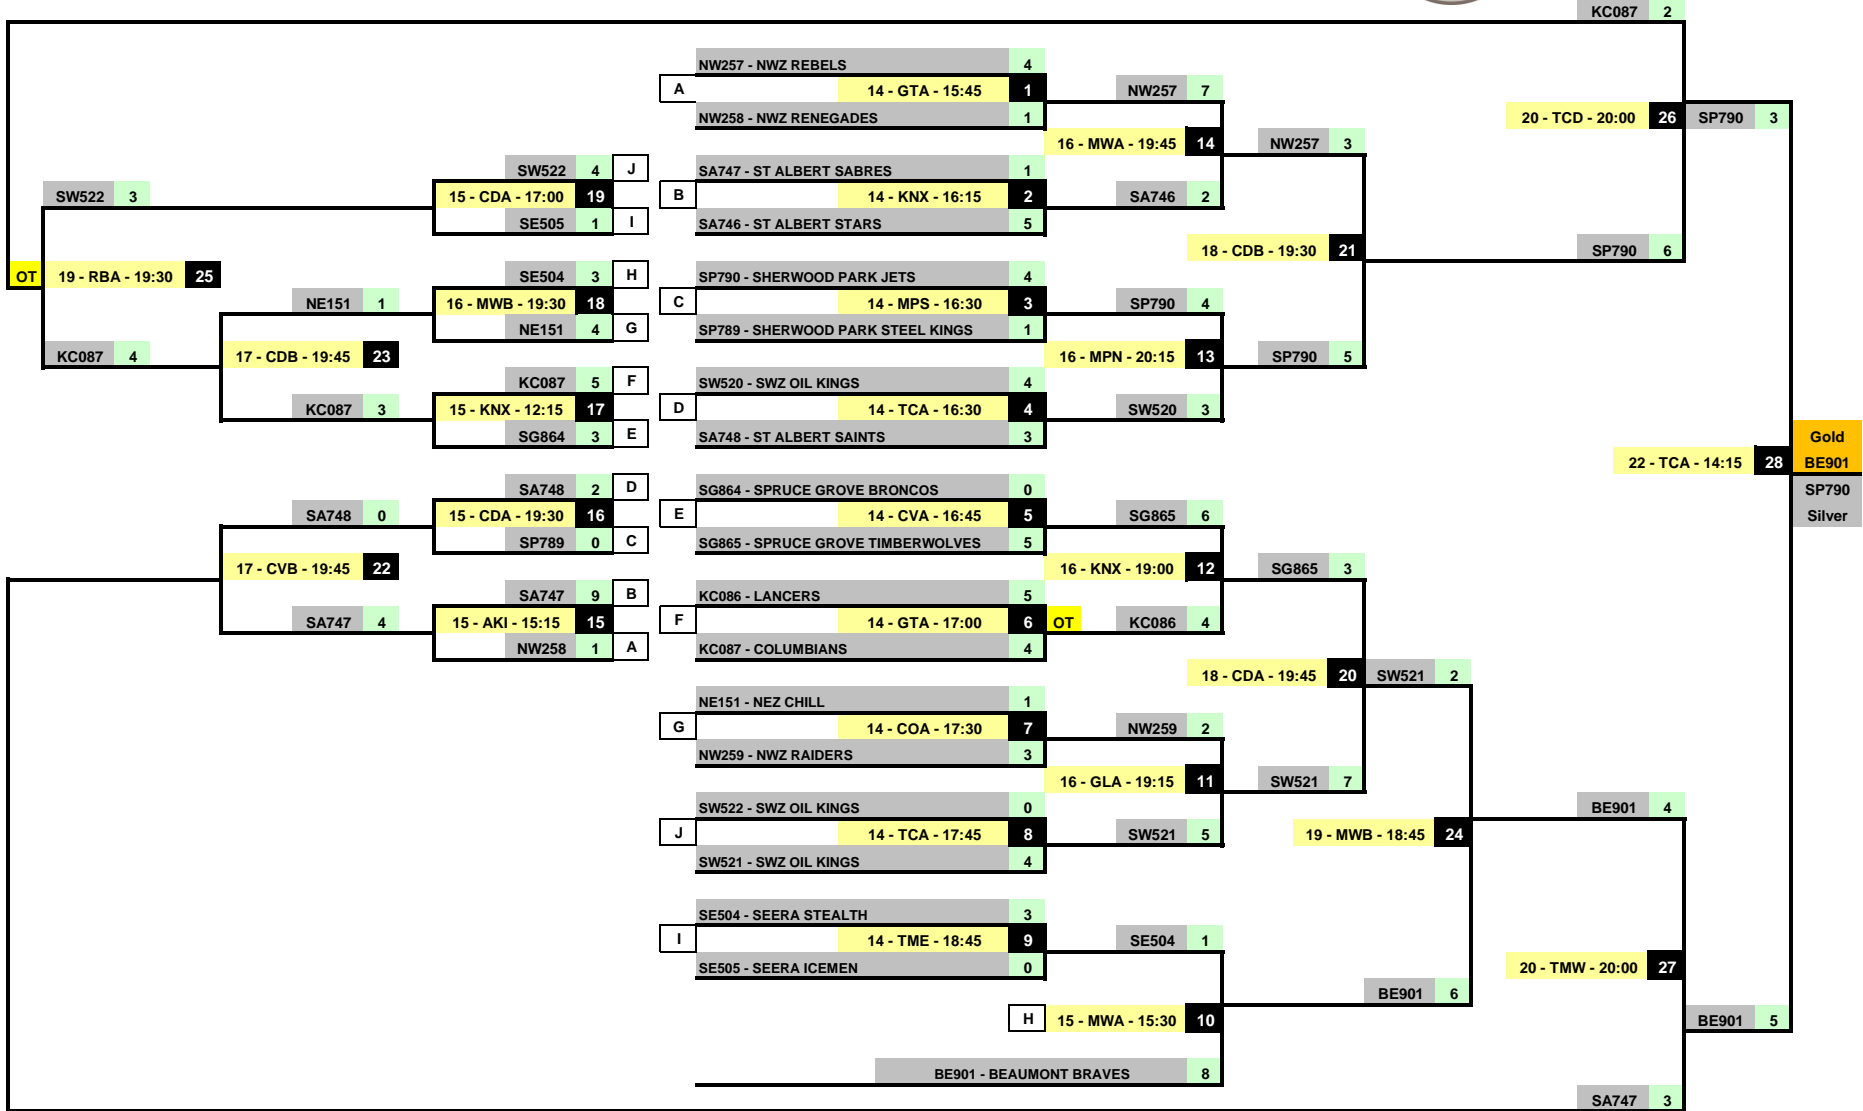 KC087 2
NW257 - NWZ REBELS 4
A 14 - GTA - 15:45 1 NW257 7
NW258 - NWZ RENEGADES 1 20 - TCD - 20:00 26 SP790 3
16 - MWA - 19:45 14 NW257 3
SW522 4 J SA747 - ST ALBERT SABRES 1
SW522 3 15 - CDA - 17:00 19 B 14 - KNX - 16:15 2 SA746 2
SE505 1 I SA746 - ST ALBERT STARS 5
18 - CDB - 19:30 21 SP790 6
OT 19 - RBA - 19:30 25 SE504 3 H SP790 - SHERWOOD PARK JETS 4
NE151 1 16 - MWB - 19:30 18 C 14 - MPS - 16:30 3 SP790 4
NE151 4 G SP789 - SHERWOOD PARK STEEL KINGS 1
KC087 4 17 - CDB - 19:45 23 16 - MPN - 20:15 13 SP790 5
KC087 5 F SW520 - SWZ OIL KINGS 4
KC087 3 15 - KNX - 12:15 17 D 14 - TCA - 16:30 4 SW520 3
SG864 3 E SA748 - ST ALBERT SAINTS 3 Gold
22 - TCA - 14:15 28 BE901
SA748 2 D SG864 - SPRUCE GROVE BRONCOS 0 SP790
SA748 0 15 - CDA - 19:30 16 E 14 - CVA - 16:45 5 SG865 6 Silver
SP789 0 C SG865 - SPRUCE GROVE TIMBERWOLVES 5
17 - CVB - 19:45 22 16 - KNX - 19:00 12 SG865 3
SA747 9 B KC086 - LANCERS 5
SA747 4 15 - AKI - 15:15 15 F 14 - GTA - 17:00 6 OT KC086 4
NW258 1 A KC087 - COLUMBIANS 4
18 - CDA - 19:45 20 SW521 2
NE151 - NEZ CHILL 1
G 14 - COA - 17:30 7 NW259 2
NW259 - NWZ RAIDERS 3
16 - GLA - 19:15 11 SW521 7
SW522 - SWZ OIL KINGS 0 BE901 4
J 14 - TCA - 17:45 8 SW521 5 19 - MWB - 18:45 24
SW521 - SWZ OIL KINGS 4
SE504 - SEERA STEALTH 3
I 14 - TME - 18:45 9 SE504 1
SE505 - SEERA ICEMEN 0 20 - TMW - 20:00 27
BE901 6
H 15 - MWA - 15:30 10 BE901 5
BE901 - BEAUMONT BRAVES 8
SA747 3